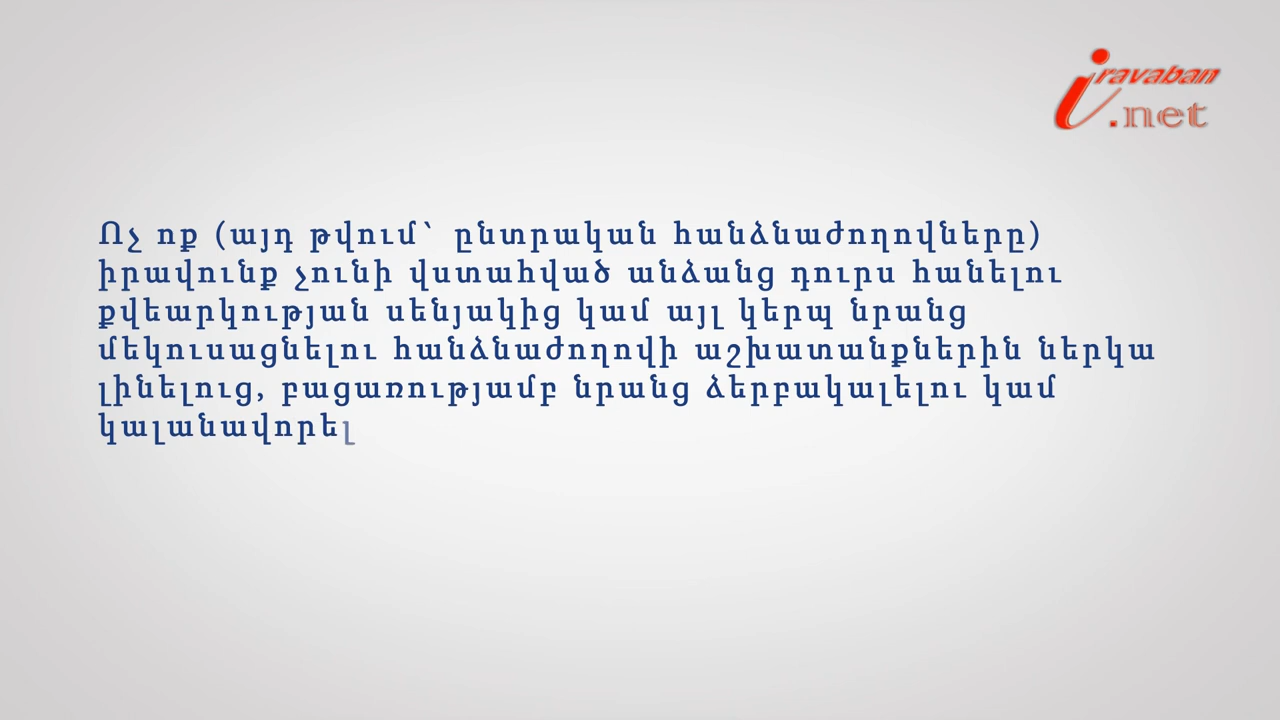 iravaban
.net
Ոչ ոք (այդ թվում՝ ընտրական հանձնաժողովները)
իրավունք չունի վստահված անձանց դուրս հանելու
քվեարկության սենյակից կամ այլ կերպ նրանց
մեկուսացնելու հանձնաժողովի աշխատանքներին ներկա
լինելուց, բացառությամբ նրանց ձերբակալելու կամ
կալանավորել